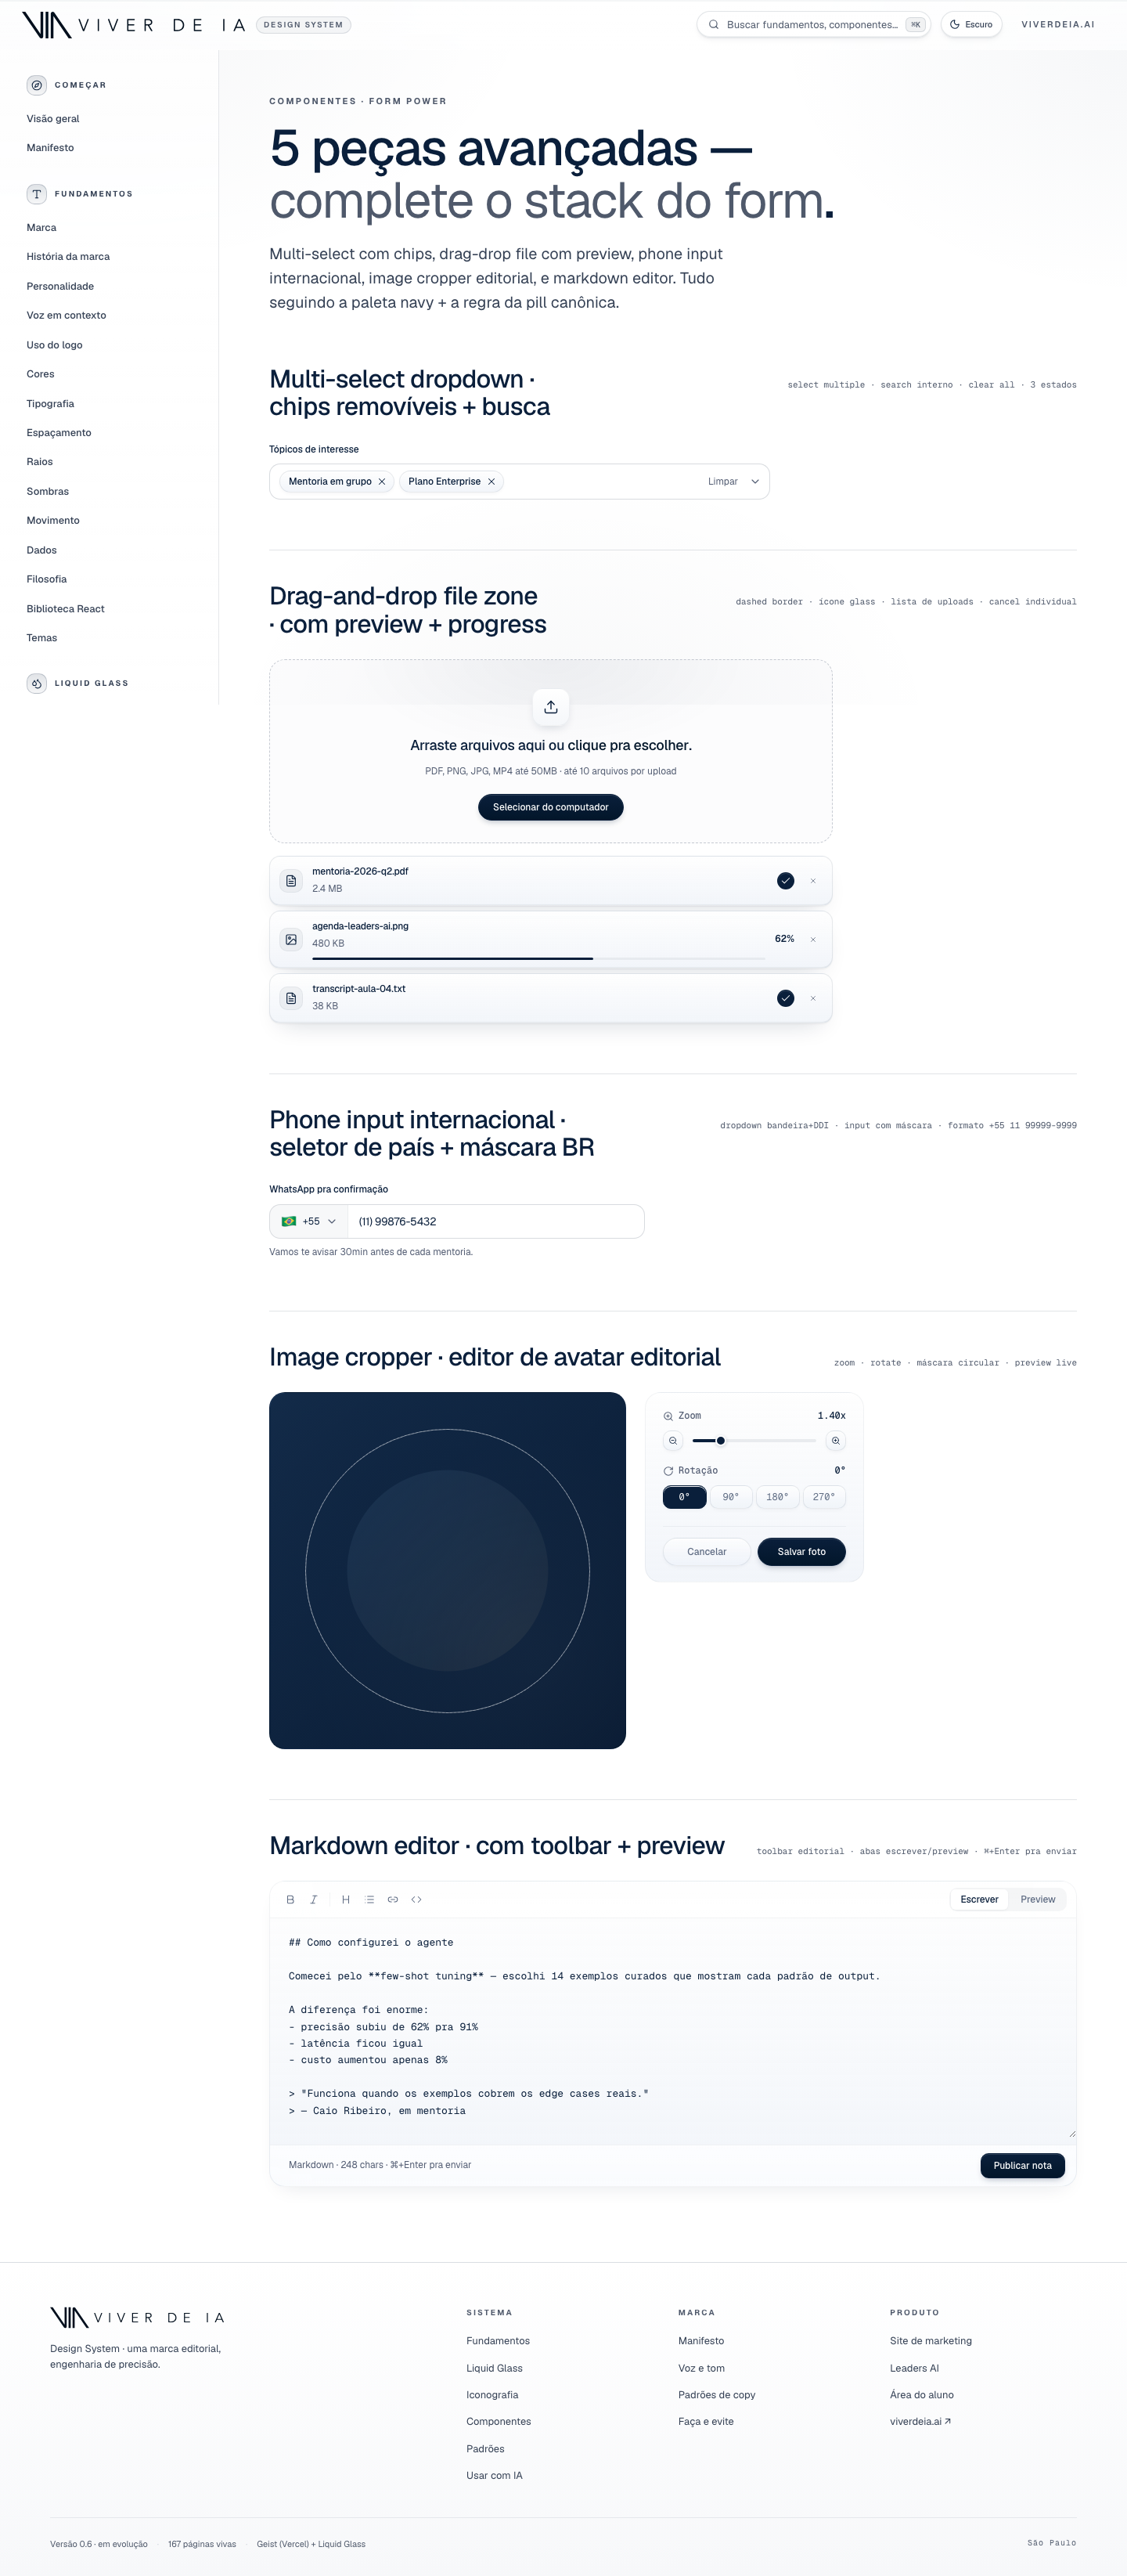 VIVER DE IA
DESIGN SYSTEM
Buscar fundamentos, componentes…
⌘K
Escuro
VIVERDEIA.AI
COMEÇAR
Visão geral
Manifesto
FUNDAMENTOS
Marca
História da marca
Personalidade
Voz em contexto
Uso do logo
Cores
Tipografia
Espaçamento
Raios
Sombras
Movimento
Dados
Filosofia
Biblioteca React
Temas
LIQUID GLASS
COMPONENTES · FORM POWER
5 peças avançadas —
complete o stack do form.
Multi-select com chips, drag-drop file com preview, phone input
internacional, image cropper editorial, e markdown editor. Tudo
seguindo a paleta navy + a regra da pill canônica.
Multi-select dropdown ·
chips removíveis + busca
select multiple · search interno · clear all · 3 estados
Tópicos de interesse
Mentoria em grupo
Plano Enterprise
Limpar
Drag-and-drop file zone
· com preview + progress
dashed border · ícone glass · lista de uploads · cancel individual
Arraste arquivos aqui ou clique pra escolher.
PDF, PNG, JPG, MP4 até 50MB · até 10 arquivos por upload
Selecionar do computador
mentoria-2026-q2.pdf
2.4 MB
agenda-leaders-ai.png
480 KB
62%
transcript-aula-04.txt
38 KB
Phone input internacional ·
seletor de país + máscara BR
dropdown bandeira+DDI · input com máscara · formato +55 11 99999-9999
WhatsApp pra confirmação
+55
(11) 99876-5432
Vamos te avisar 30min antes de cada mentoria.
Image cropper · editor de avatar editorial
zoom · rotate · máscara circular · preview live
Zoom
1.40x
Rotação
0°
0°
90°
180°
270°
Cancelar
Salvar foto
Markdown editor · com toolbar + preview
toolbar editorial · abas escrever/preview · ⌘+Enter pra enviar
B
I
H
Escrever
Preview
## Como configurei o agente
Comecei pelo **few-shot tuning** — escolhi 14 exemplos curados que mostram cada padrão de output.
A diferença foi enorme:
- precisão subiu de 62% pra 91%
- latência ficou igual
- custo aumentou apenas 8%
> "Funciona quando os exemplos cobrem os edge cases reais."
> — Caio Ribeiro, em mentoria
Markdown · 248 chars · ⌘+Enter pra enviar
Publicar nota
VIVER DE IA
Design System · uma marca editorial,
engenharia de precisão.
SISTEMA
Fundamentos
Liquid Glass
Iconografia
Componentes
Padrões
Usar com IA
MARCA
Manifesto
Voz e tom
Padrões de copy
Faça e evite
PRODUTO
Site de marketing
Leaders AI
Área do aluno
viverdeia.ai ↗
Versão 0.6 · em evolução
167 páginas vivas
Geist (Vercel) + Liquid Glass
São Paulo